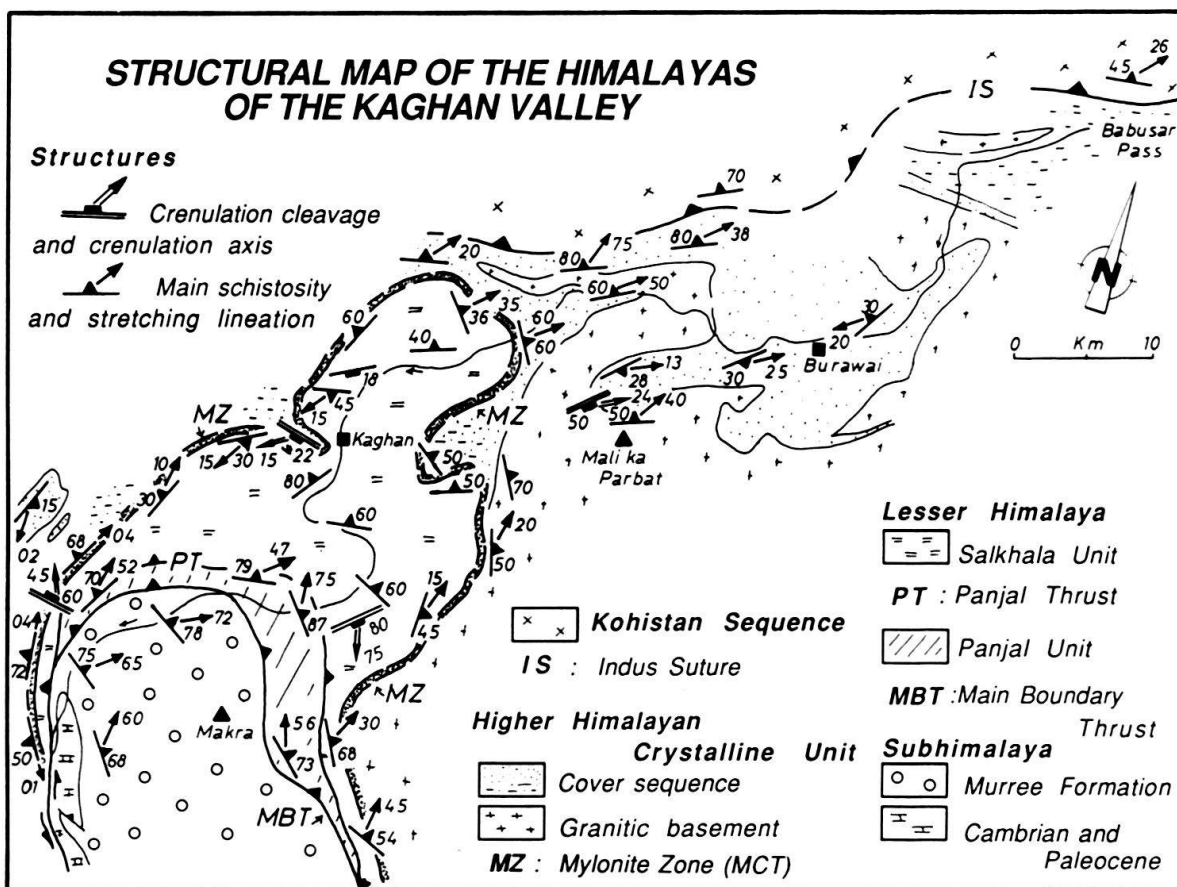 STRUCTURAL MAP OF THE HIMALAYAS
OF THE KAGHAN VALLEY
Structures
Crenulation cleavage
and crenulation axis
Main schistosity
and stretching lineation
26
45
IS
Babusar
Pass
N
0 Km 10
70
20
80
75
80
38
60
50
36
35
60
60
60
40
18
45
15
MZ
MZ
Kaghan
30
20
Burawai
13
28
30
25
24
50
50
40
Mali ka
Parbat
10
15
30
15
22
30
80
50
50
70
60
20
50
15
02
68
04
45
60
70
52
PT
79
47
75
87
60
80
75
15
45
04
72
75
65
78
72
MZ
60
68
Makra
56
73
30
68
50
01
MBT
45
54
Kohistan Sequence
IS : Indus Suture
Higher Himalayan
Crystalline Unit
Cover sequence
Granitic basement
MZ : Mylonite Zone (MCT)
Lesser Himalaya
Salkhala Unit
PT : Panjal Thrust
Panjal Unit
MBT : Main Boundary
Thrust
Subhimalaya
Murree Formation
Cambrian and
Paleocene